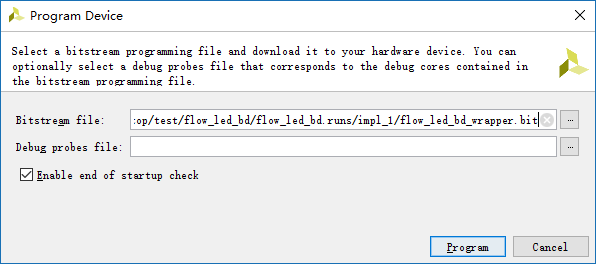 Program Device
Select a bitstream programming file and download it to your hardware device. You can
optionally select a debug probes file that corresponds to the debug cores contained in
the bitstream programming file.
Bitstream file: :op/test/flow_led_bd/flow_led_bd.runs/impl_1/flow_led_bd_wrapper.bit ...
Debug probes file: ...
Enable end of startup check
Program Cancel